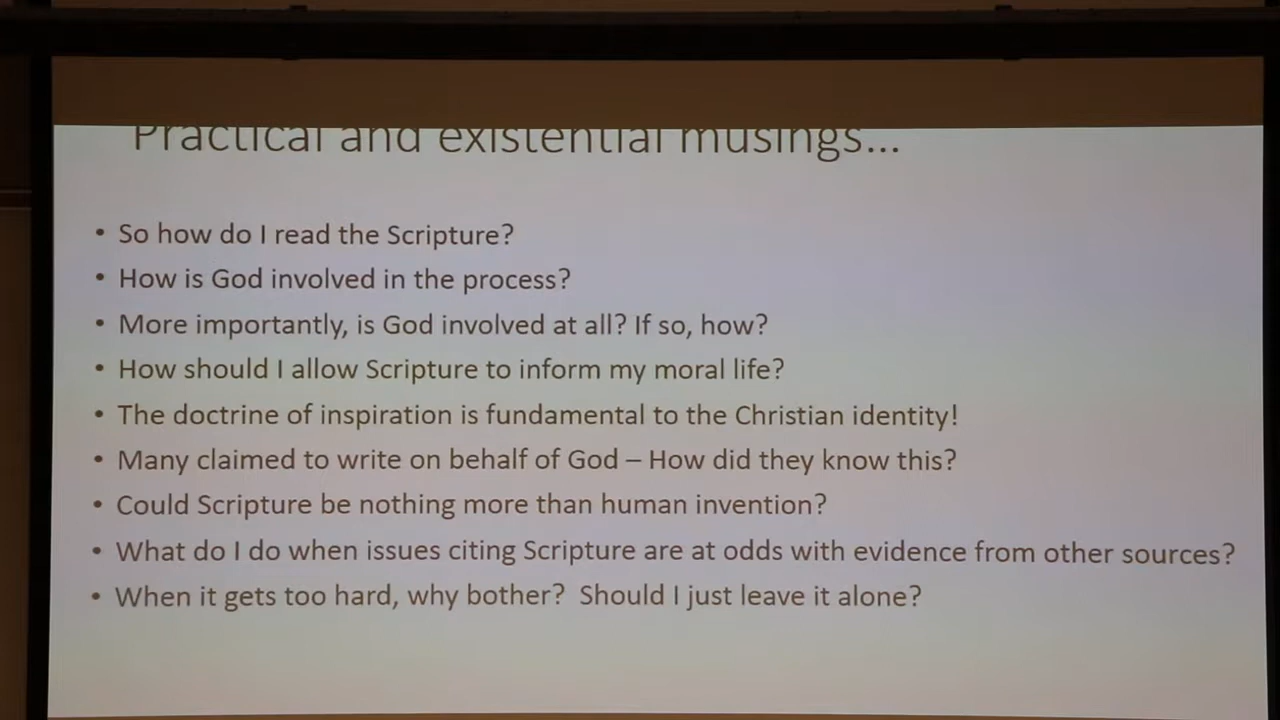 Practical and existential musings...
• So how do I read the Scripture?
• How is God involved in the process?
• More importantly, is God involved at all? If so, how?
• How should I allow Scripture to inform my moral life?
• The doctrine of inspiration is fundamental to the Christian identity!
• Many claimed to write on behalf of God – How did they know this?
• Could Scripture be nothing more than human invention?
• What do I do when issues citing Scripture are at odds with evidence from other sources?
• When it gets too hard, why bother?  Should I just leave it alone?